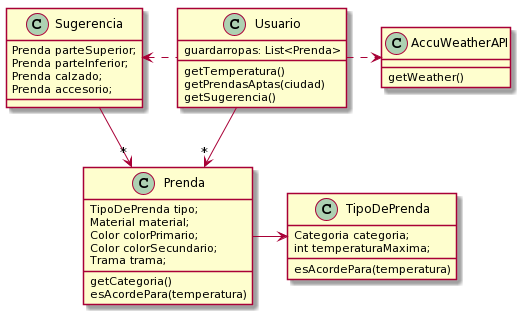 C Sugerencia
Prenda parteSuperior;
Prenda parteInferior;
Prenda calzado;
Prenda accesorio;
C Usuario
guardarropas: List<Prenda>
getTemperatura()
getPrendasAptas(ciudad)
getSugerencia()
C AccuWeatherAPI
getWeather()
*
*
C Prenda
TipoDePrenda tipo;
Material material;
Color colorPrimario;
Color colorSecundario;
Trama trama;
getCategoria()
esAcordePara(temperatura)
C TipoDePrenda
Categoria categoria;
int temperaturaMaxima;
esAcordePara(temperatura)